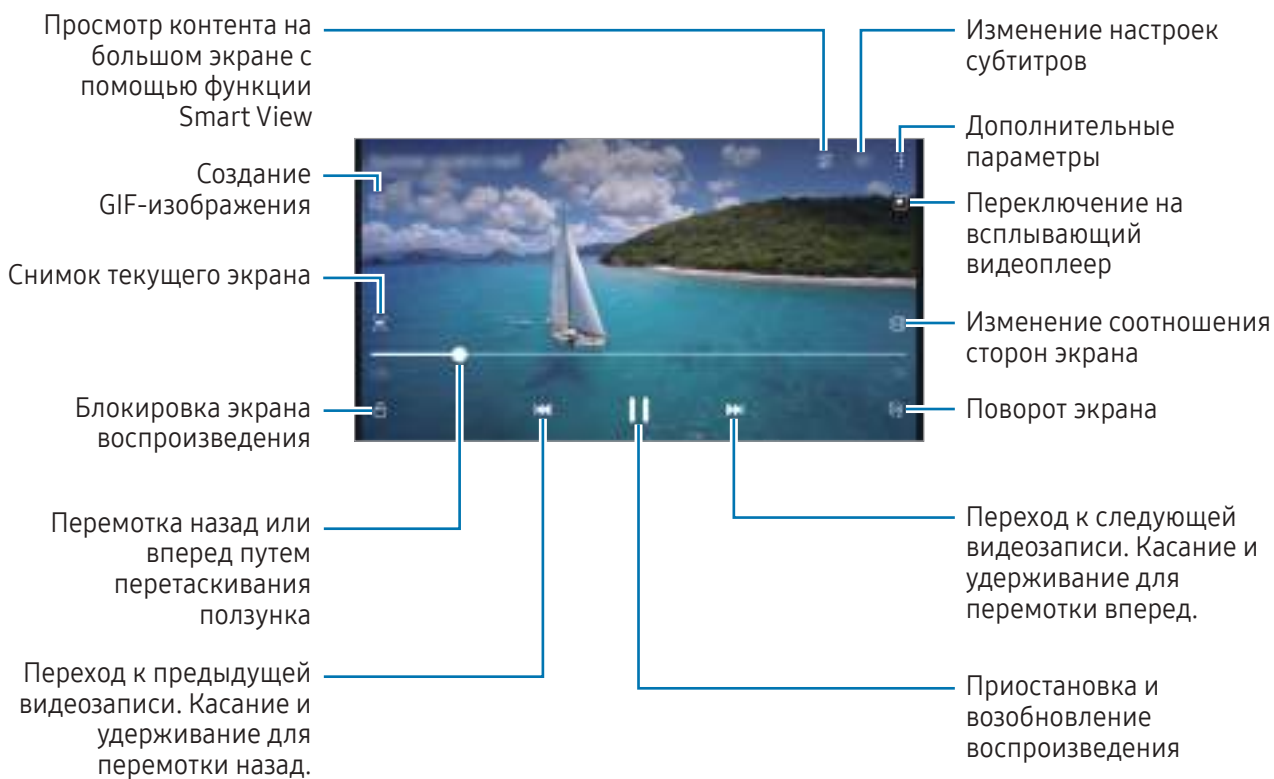 Просмотр контента на
большом экране с
помощью функции
Smart View
Создание
GIF-изображения
Снимок текущего экрана
Блокировка экрана
воспроизведения
Перемотка назад или
вперед путем
перетаскивания
ползунка
Переход к предыдущей
видеозаписи. Касание и
удерживание для
перемотки назад.
Изменение настроек
субтитров
Дополнительные
параметры
Переключение на
всплывающий
видеоплеер
Изменение соотношения
сторон экрана
Поворот экрана
Переход к следующей
видеозаписи. Касание и
удерживание для
перемотки вперед.
Приостановка и
возобновление
воспроизведения